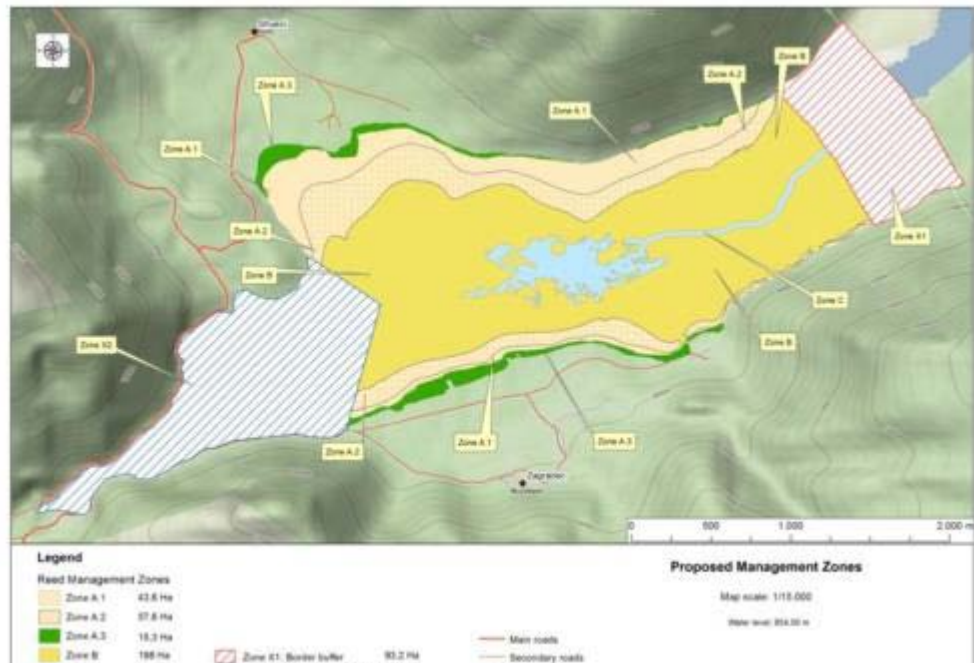 Zone A.3
Zone A.2
Zone B
Zone A.1
Zone A.1
Zone A.2
Zone B
Zone X1
Zone C
Zone X2
Zone B
Zone A.2
Zone A.1
Zone A.3
Zagradec
0 500 1.000 2.000 m
Legend
Reed Management Zones
Zone A.1 43,6 Ha
Zone A.2 57,6 Ha
Zone A.3 15,3 Ha
Zone B 198 Ha
Zone X1: Border buffer 93,2 Ha
Main roads
Secondary roads
Proposed Management Zones
Map scale: 1/15.000